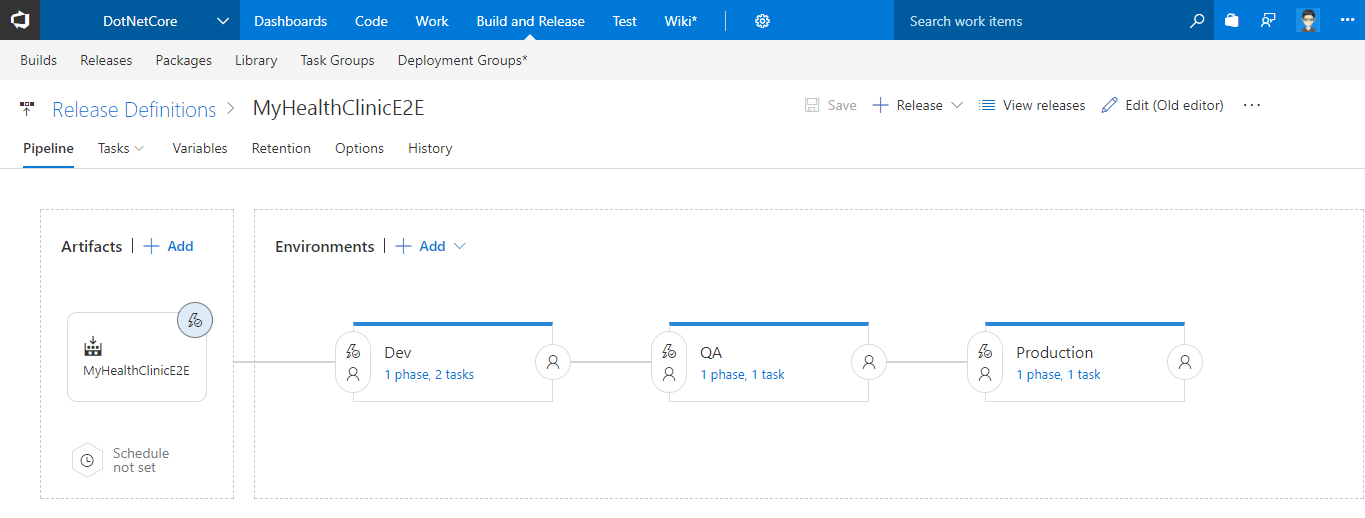 DotNetCore Dashboards Code Work Build and Release Test Wiki* Search work items
Builds Releases Packages Library Task Groups Deployment Groups*
Release Definitions > MyHealthClinicE2E Save + Release View releases Edit (Old editor) ...
Pipeline Tasks Variables Retention Options History
Artifacts | + Add
Environments | + Add
MyHealthClinicE2E
Schedule
not set
Dev
1 phase, 2 tasks
QA
1 phase, 1 task
Production
1 phase, 1 task